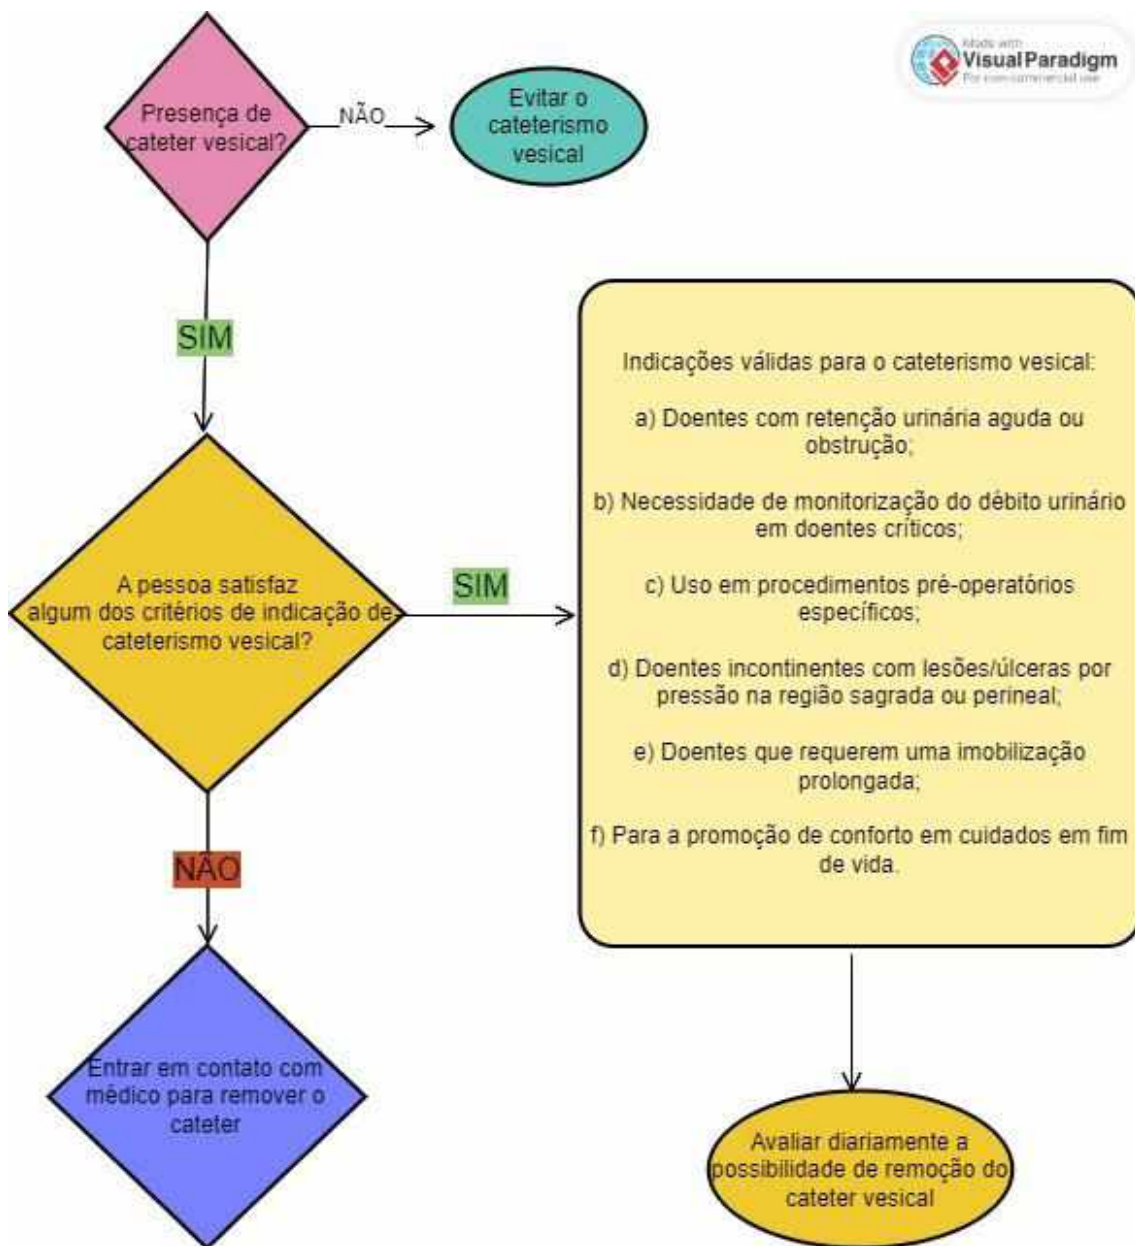 Made with
Visual Paradigm
For non-commercial use
Presença de
cateter vesical?
NÃO
Evitar o
cateterismo
vesical
SIM
A pessoa satisfaz
algum dos critérios de indicação de
cateterismo vesical?
SIM
Indicações válidas para o cateterismo vesical:
a) Doentes com retenção urinária aguda ou
obstrução;
b) Necessidade de monitorização do débito urinário
em doentes críticos;
c) Uso em procedimentos pré-operatórios
específicos;
d) Doentes incontinentes com lesões/úlceras por
pressão na região sagrada ou perineal;
e) Doentes que requerem uma imobilização
prolongada;
f) Para a promoção de conforto em cuidados em fim
de vida.
NÃO
Entrar em contato com
médico para remover o
cateter
Avaliar diariamente a
possibilidade de remoção do
cateter vesical